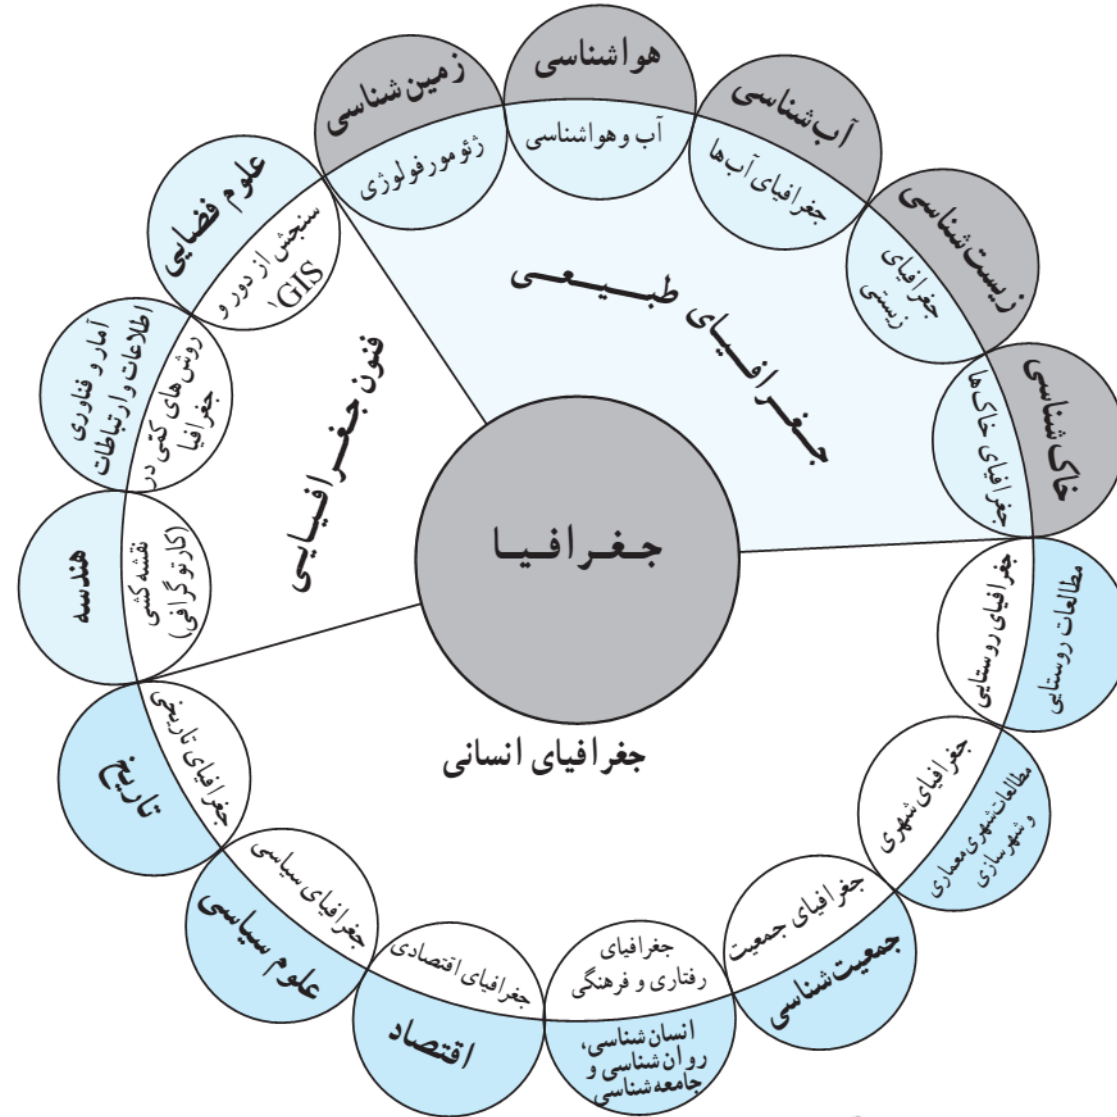 جغرافیا
جغرافیای طبیعی
زمین‌شناسی
ژئومورفولوژی
هواشناسی
آب و هواشناسی
آب‌شناسی
جغرافیای آب‌ها
زیست‌شناسی
جغرافیای
زیستی
خاک‌شناسی
جغرافیای خاک‌ها
جغرافیای انسانی
مطالعات روستایی
جغرافیای روستایی
مطالعات شهری معماری
و شهرسازی
جغرافیای شهری
جمعیت‌شناسی
جغرافیای جمعیت
جغرافیای
رفتاری و فرهنگی
انسان‌شناسی،
روان‌شناسی و
جامعه‌شناسی
جغرافیای اقتصادی
اقتصاد
جغرافیای سیاسی
علوم سیاسی
جغرافیای تاریخی
تاریخ
فنون جغرافیایی
هندسه
نقشه‌کشی
(کارتوگرافی)
آمار و فناوری
اطلاعات و ارتباطات
روش‌های کمّی در
جغرافیا
علوم فضایی
سنجش از دور و
GIS۱